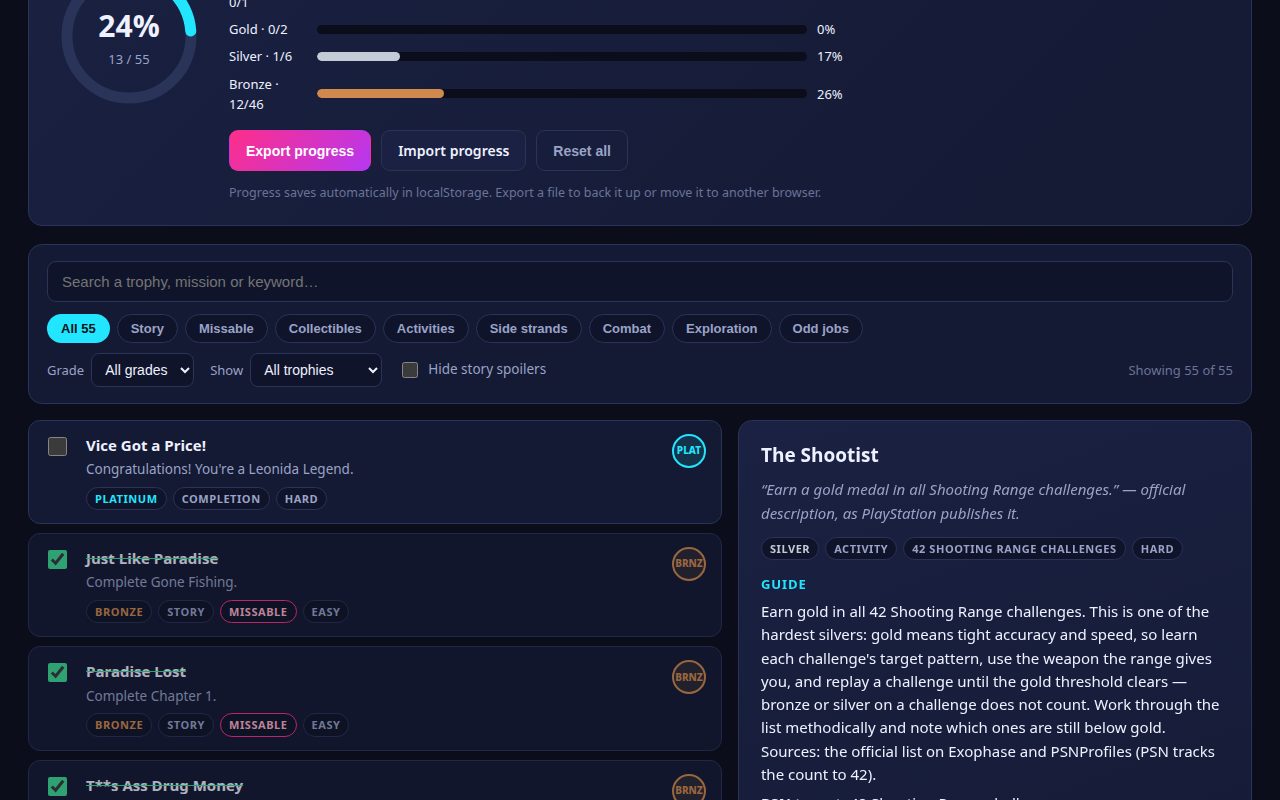 0/1
24%
13 / 55
Gold · 0/2
0%
Silver · 1/6
17%
Bronze ·
12/46
26%
Export progress
Import progress
Reset all
Progress saves automatically in localStorage. Export a file to back it up or move it to another browser.
Search a trophy, mission or keyword…
All 55
Story
Missable
Collectibles
Activities
Side strands
Combat
Exploration
Odd jobs
Grade
All grades
Show
All trophies
Hide story spoilers
Showing 55 of 55
Vice Got a Price!
PLAT
Congratulations! You're a Leonida Legend.
PLATINUM
COMPLETION
HARD
Just Like Paradise
BRNZ
Complete Gone Fishing.
BRONZE
STORY
MISSABLE
EASY
Paradise Lost
BRNZ
Complete Chapter 1.
BRONZE
STORY
MISSABLE
EASY
T**s Ass Drug Money
BRNZ
The Shootist
“Earn a gold medal in all Shooting Range challenges.” — official
description, as PlayStation publishes it.
SILVER
ACTIVITY
42 SHOOTING RANGE CHALLENGES
HARD
GUIDE
Earn gold in all 42 Shooting Range challenges. This is one of the
hardest silvers: gold means tight accuracy and speed, so learn
each challenge's target pattern, use the weapon the range gives
you, and replay a challenge until the gold threshold clears —
bronze or silver on a challenge does not count. Work through the
list methodically and note which ones are still below gold.
Sources: the official list on Exophase and PSNProfiles (PSN tracks
the count to 42).